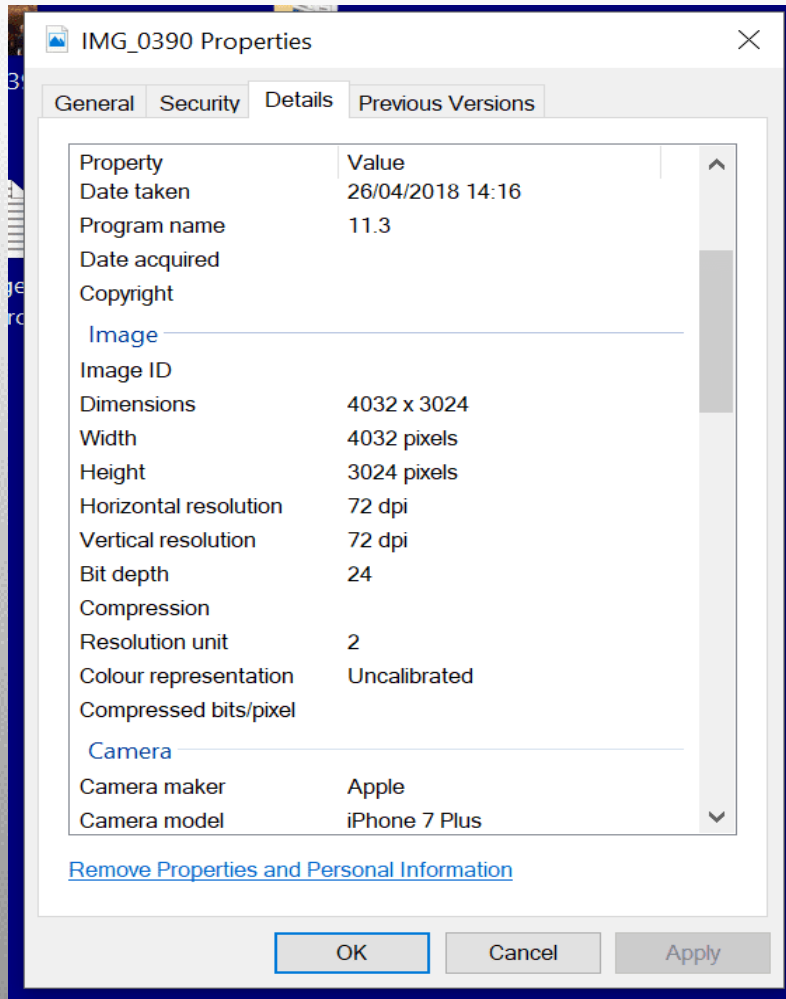 IMG_0390 Properties
General Security Details Previous Versions
Property Value
Date taken 26/04/2018 14:16
Program name 11.3
Date acquired
Copyright
Image
Image ID
Dimensions 4032 x 3024
Width 4032 pixels
Height 3024 pixels
Horizontal resolution 72 dpi
Vertical resolution 72 dpi
Bit depth 24
Compression
Resolution unit 2
Colour representation Uncalibrated
Compressed bits/pixel
Camera
Camera maker Apple
Camera model iPhone 7 Plus
Remove Properties and Personal Information
OK Cancel Apply